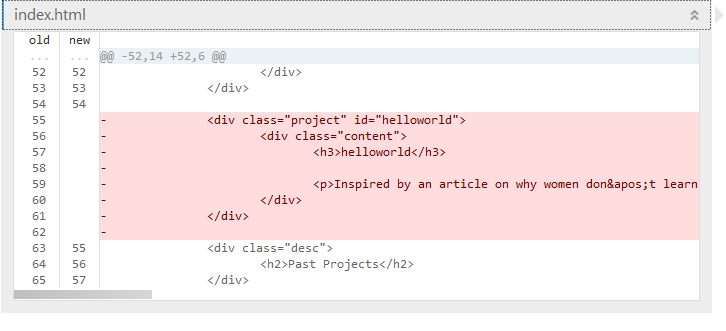 index.html
old new
... ... @@ -52,14 +52,6 @@
52 52 </div>
53 53 </div>
54 54
55 - <div class="project" id="helloworld">
56 - <div class="content">
57 - <h3>helloworld</h3>
58 -
59 - <p>Inspired by an article on why women don&apos;t learn
60 - </div>
61 - </div>
62 -
63 55 <div class="desc">
64 56 <h2>Past Projects</h2>
65 57 </div>